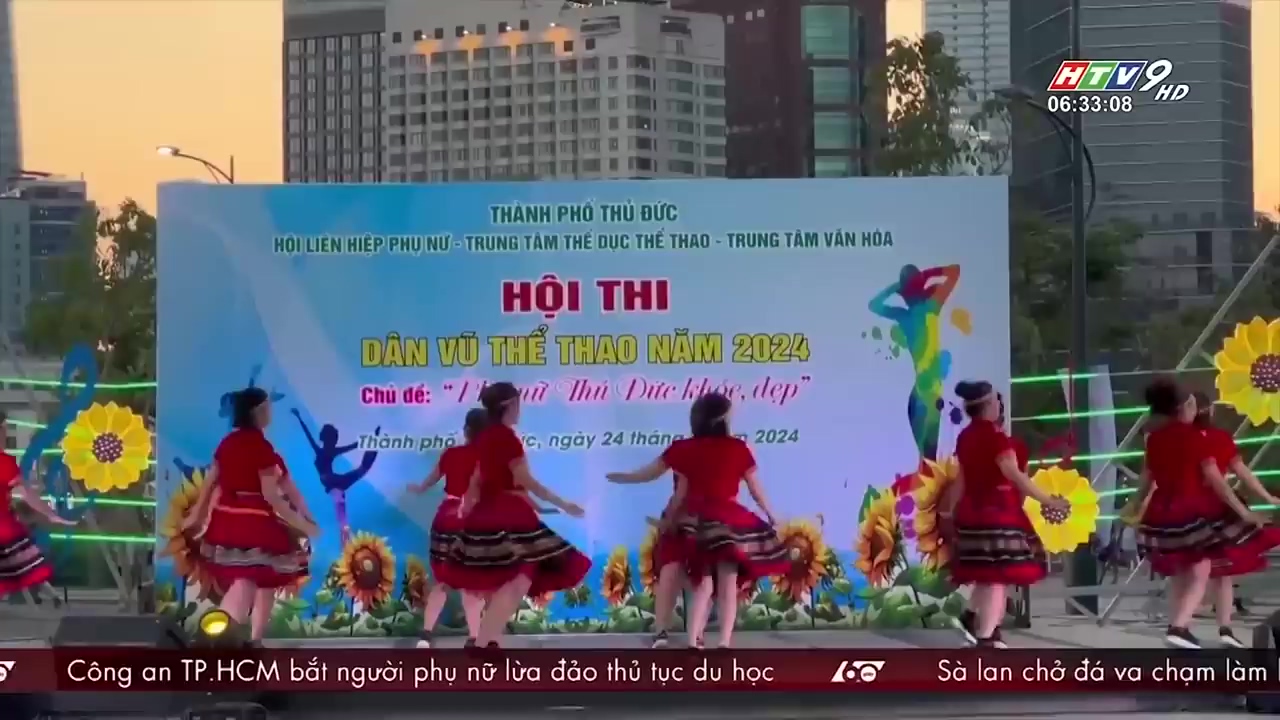 HTV9 HD
06:33:08
THÀNH PHỐ THỦ ĐỨC
HỘI LIÊN HIỆP PHỤ NỮ - TRUNG TÂM THỂ DỤC THỂ THAO - TRUNG TÂM VĂN HÓA
HỘI THI
DÂN VŨ THỂ THAO NĂM 2024
Chủ đề: " nữ Thủ Đức khỏe, đẹp"
Thành phố ngày 24 2024
Công an TP.HCM bắt người phụ nữ lừa đảo thủ tục du học
60 Sà lan chở đá va chạm làm